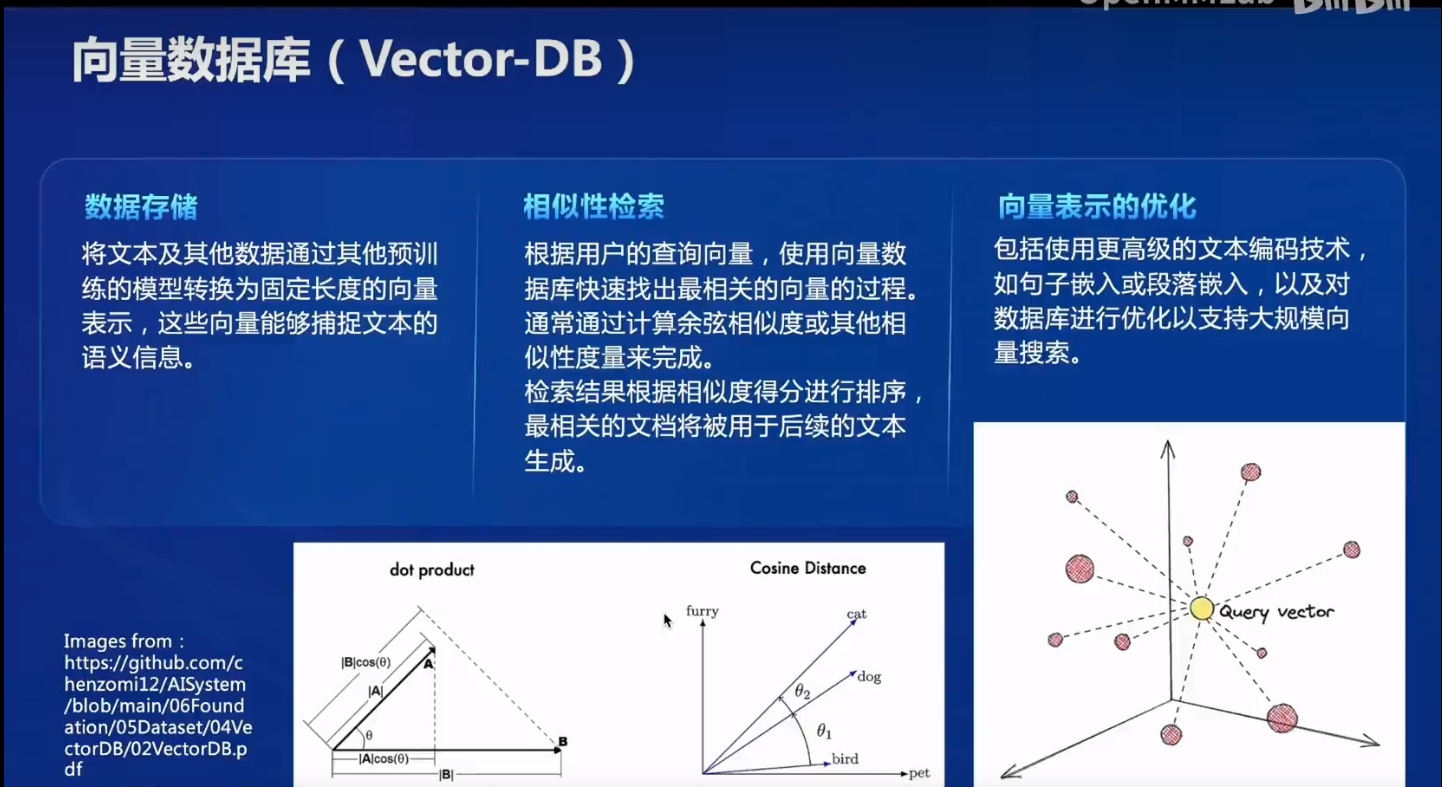 OpenMMLab
向量数据库（Vector-DB）
数据存储
将文本及其他数据通过其他预训
练的模型转换为固定长度的向量
表示，这些向量能够捕捉文本的
语义信息。
相似性检索
根据用户的查询向量，使用向量数
据库快速找出最相关的向量的过程。
通常通过计算余弦相似度或其他相
似性度量来完成。
检索结果根据相似度得分进行排序，
最相关的文档将被用于后续的文本
生成。
向量表示的优化
包括使用更高级的文本编码技术，
如句子嵌入或段落嵌入，以及对
数据库进行优化以支持大规模向
量搜索。
Images from：
https://github.com/c
henzomi12/AISystem
/blob/main/06Found
ation/05Dataset/04Ve
ctorDB/02VectorDB.p
df
dot product
|B|cos(θ)
|A|
A
θ
|A|cos(θ)
B
|B|
Cosine Distance
furry
cat
dog
θ2
θ1
bird
pet
Query vector